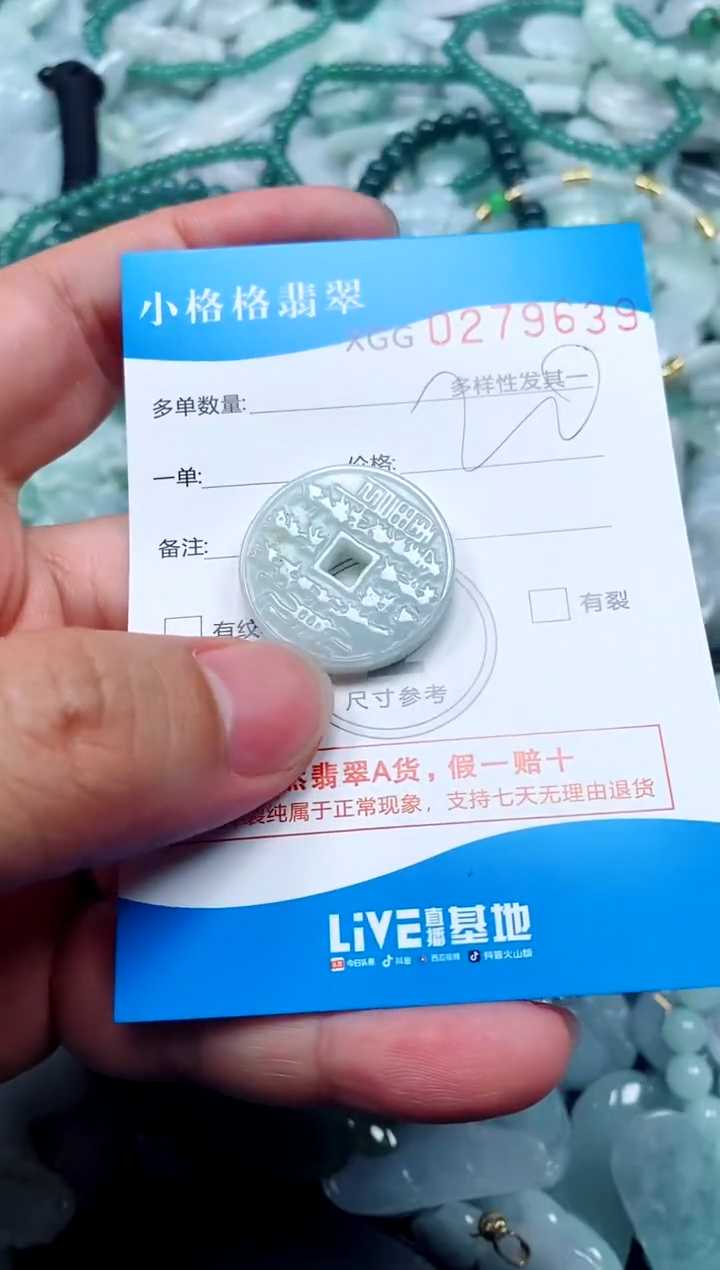 小格格翡翠
XGG 0279639
多样性发其一
多单数量:
一单: 价格:
备注:
有纹 有裂
尺寸参考
翡翠A货，假一赔十
纯属于正常现象，支持七天无理由退货
LiVE直播基地
今日头条 抖音 西瓜视频 抖音火山版